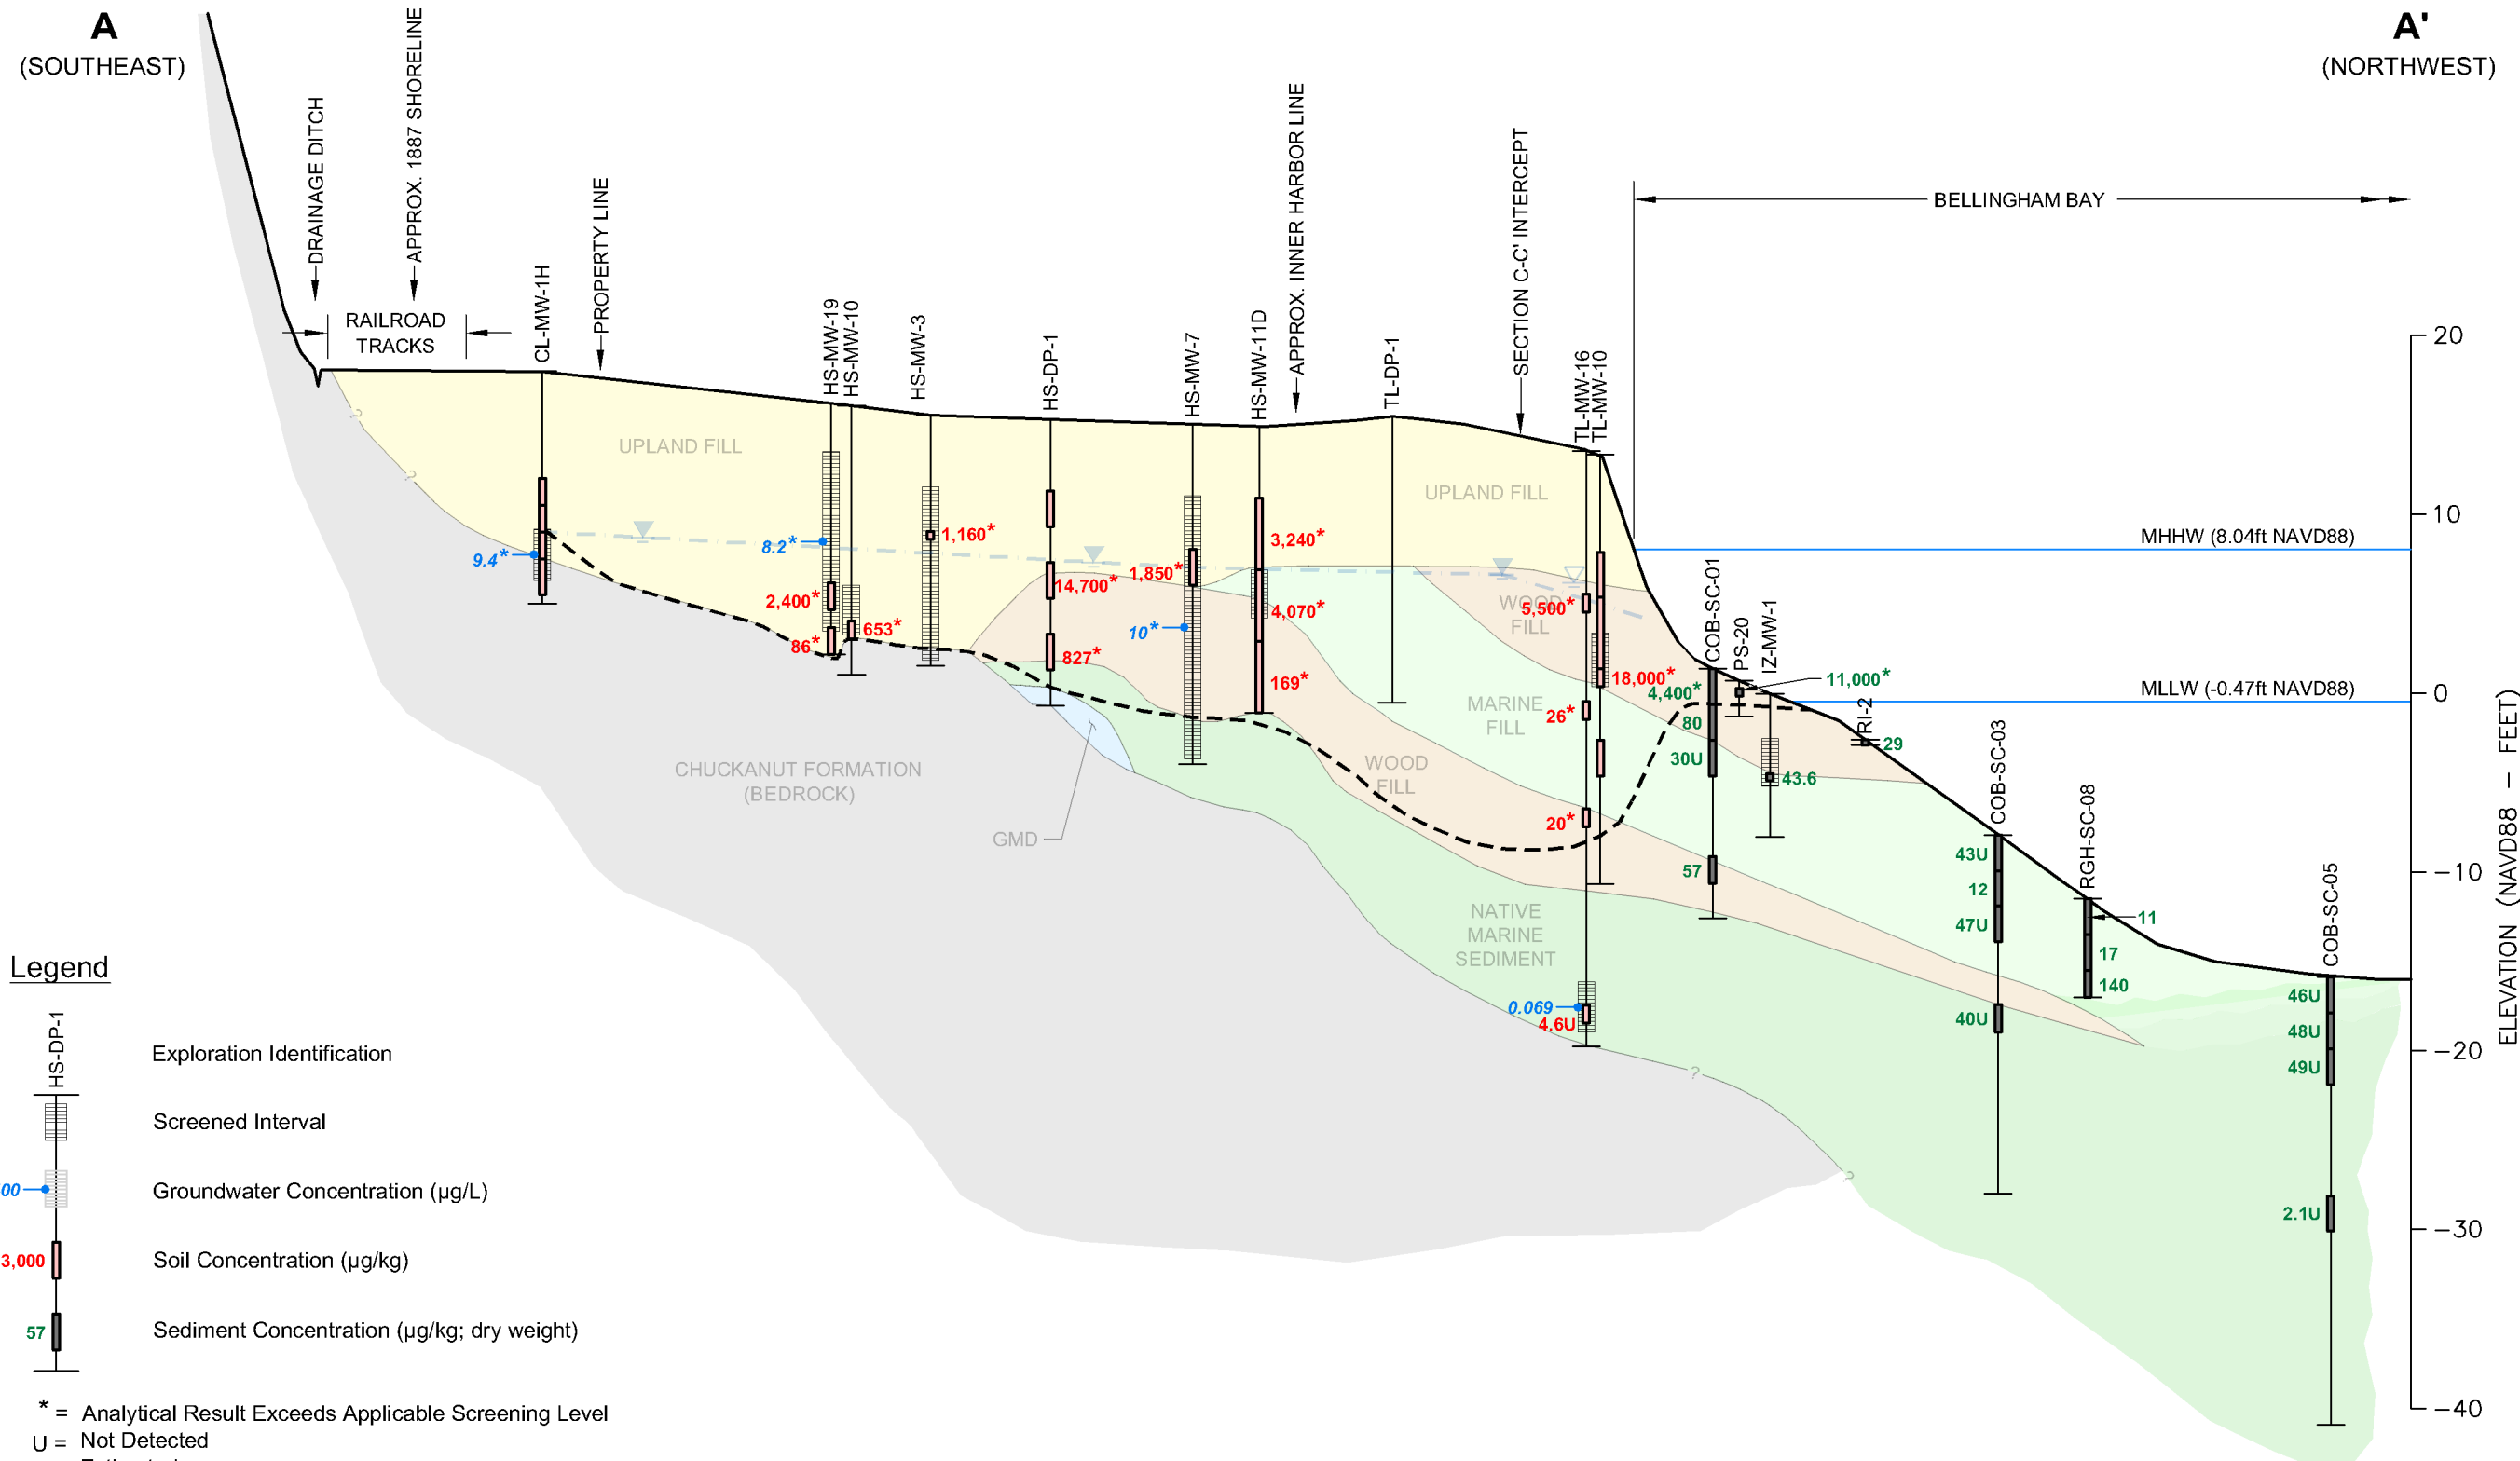 A
(SOUTHEAST)
A'
(NORTHWEST)
DRAINAGE DITCH
APPROX. 1887 SHORELINE
RAILROAD
TRACKS
CL-MW-1H
PROPERTY LINE
HS-MW-19
HS-MW-10
HS-MW-3
HS-DP-1
HS-MW-7
HS-MW-11D
APPROX. INNER HARBOR LINE
TL-DP-1
SECTION C-C' INTERCEPT
TL-MW-16
TL-MW-10
BELLINGHAM BAY
COB-SC-01
PS-20
IZ-MW-1
RI-2
COB-SC-03
RGH-SC-08
COB-SC-05
MHHW (8.04ft NAVD88)
MLLW (-0.47ft NAVD88)
20
10
0
−10
−20
−30
−40
ELEVATION (NAVD88 − FEET)
UPLAND FILL
UPLAND FILL
WOOD
FILL
MARINE
FILL
WOOD
FILL
NATIVE
MARINE
SEDIMENT
CHUCKANUT FORMATION
(BEDROCK)
GMD
?
?
?
?
9.4*
8.2*
2,400*
86*
653*
1,160*
14,700*
827*
1,850*
10*
3,240*
4,070*
169*
5,500*
18,000*
26*
20*
0.069
4.6U
4,400*
80
30U
57
11,000*
43.6
29
43U
12
47U
40U
11
17
140
46U
48U
49U
2.1U
Legend
HS-DP-1
Exploration Identification
Screened Interval
00
Groundwater Concentration (µg/L)
3,000
Soil Concentration (µg/kg)
57
Sediment Concentration (µg/kg; dry weight)
* = Analytical Result Exceeds Applicable Screening Level
U = Not Detected